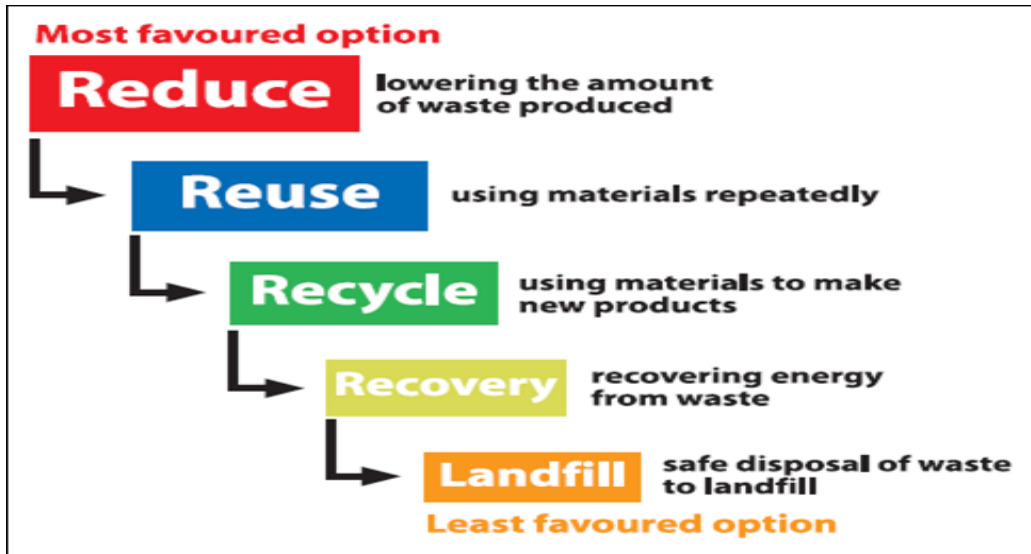 Most favoured option
Reduce
lowering the amount
of waste produced
Reuse
using materials repeatedly
Recycle
using materials to make
new products
Recovery
recovering energy
from waste
Landfill
safe disposal of waste
to landfill
Least favoured option